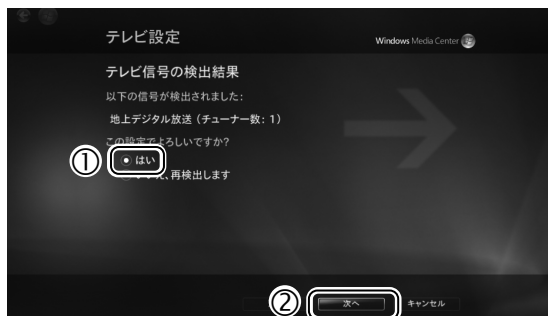 テレビ設定
Windows Media Center
テレビ信号の検出結果
以下の信号が検出されました:
地上デジタル放送 (チューナー数: 1)
この設定でよろしいですか?
① はい
、再検出します
② 次へ キャンセル